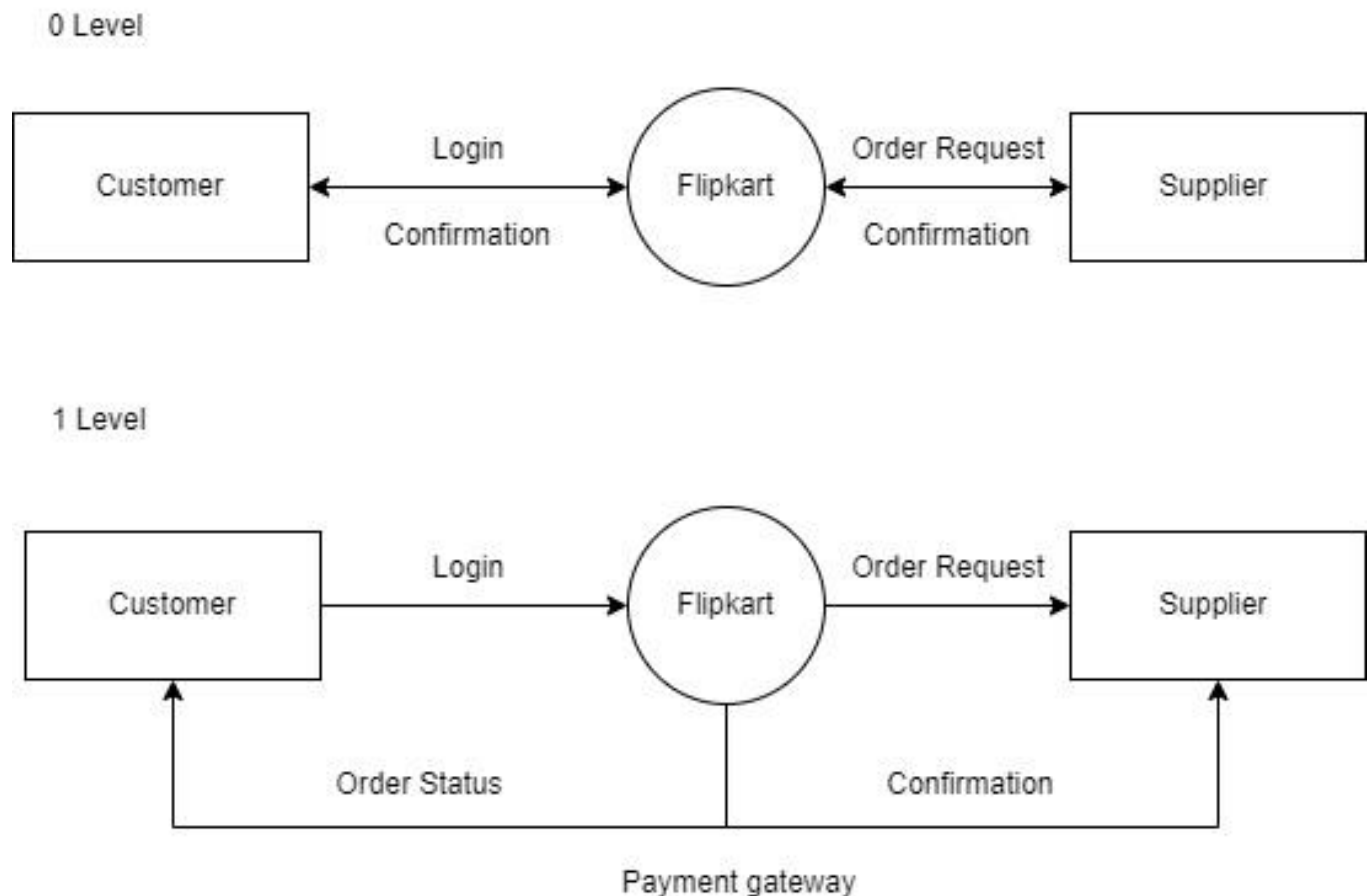 0 Level
Login
Order Request
Customer
Flipkart
Supplier
Confirmation
Confirmation
1 Level
Login
Order Request
Customer
Flipkart
Supplier
Order Status
Confirmation
Payment gateway